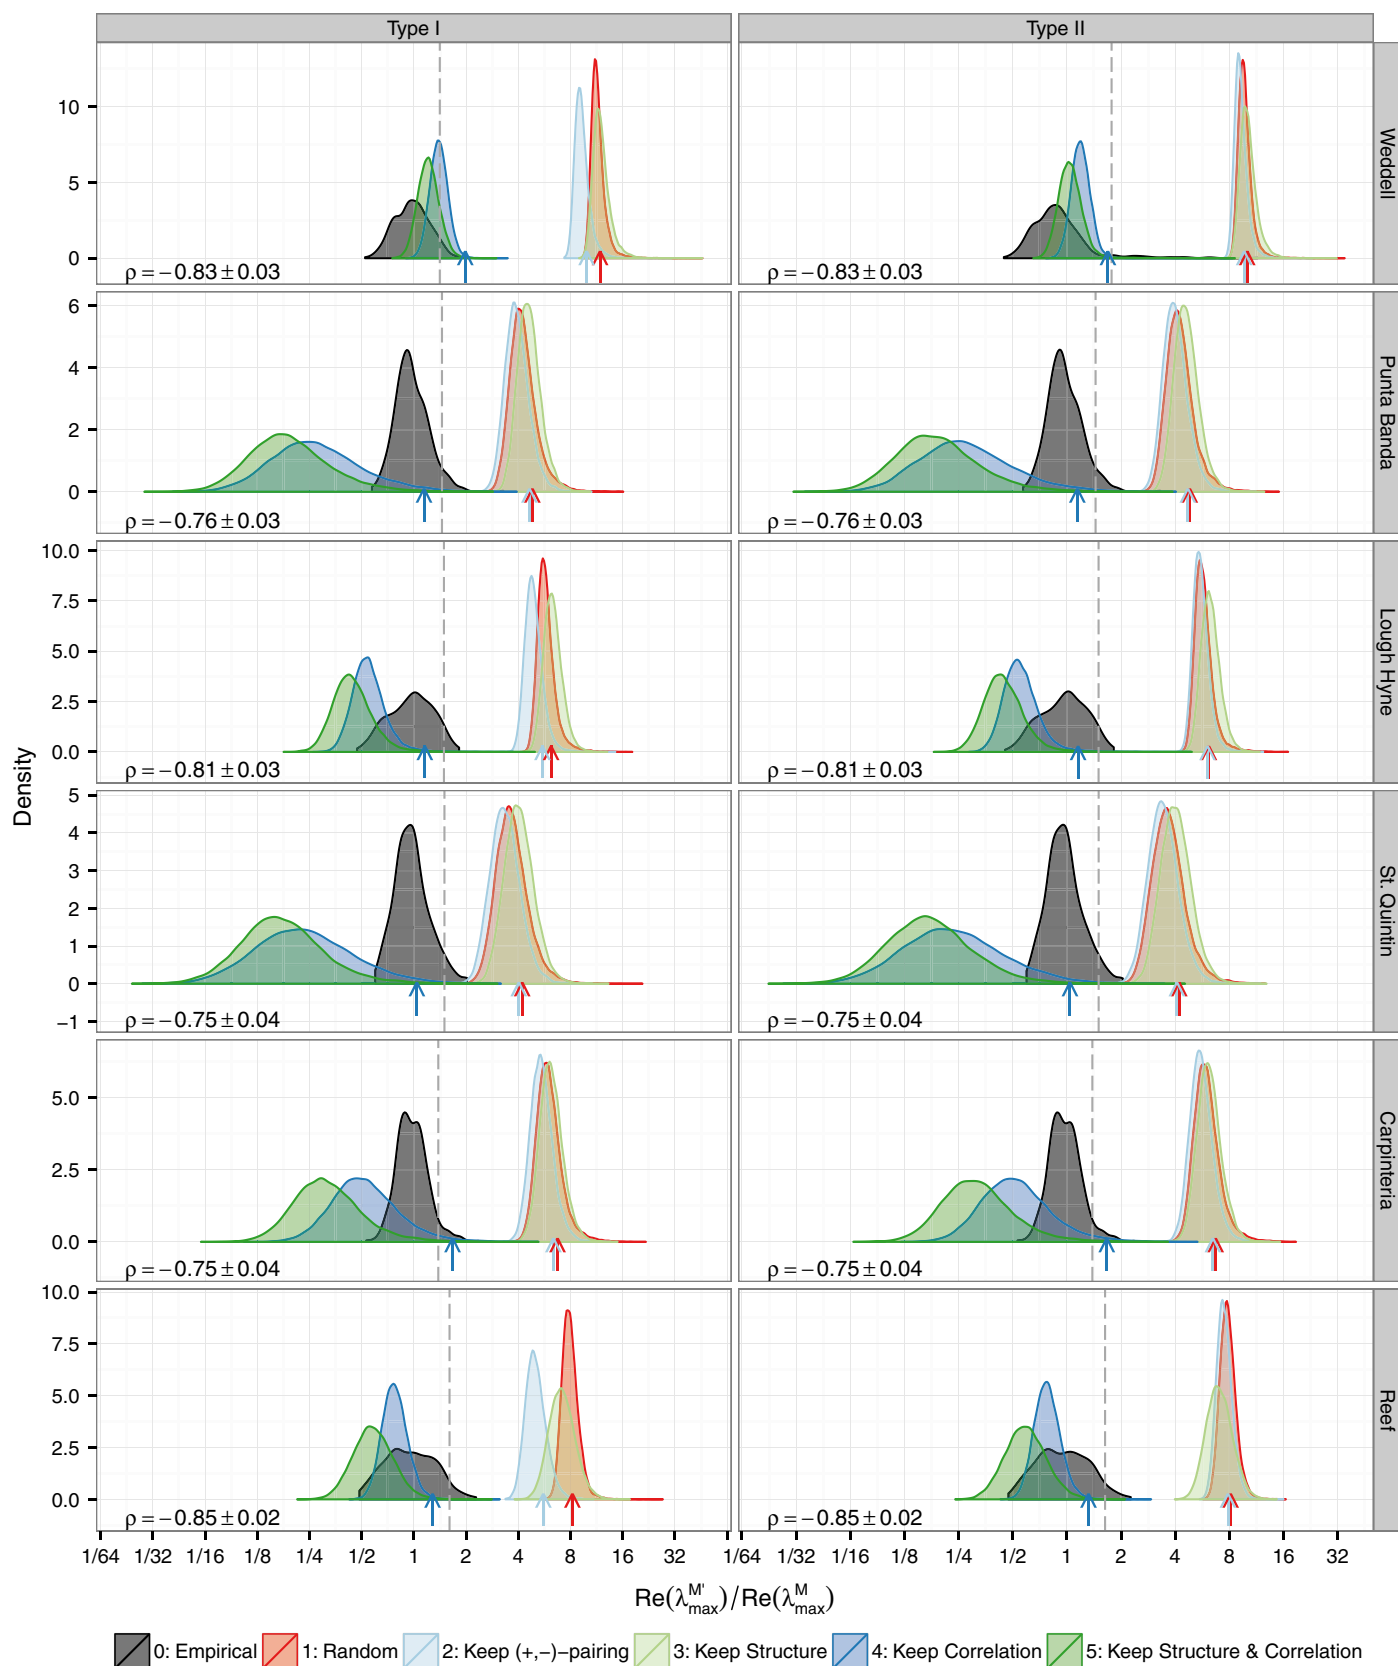 Type I
Type II
10
5
0
Weddell
ρ = −0.83 ± 0.03
ρ = −0.83 ± 0.03
6
4
2
0
Punta Banda
ρ = −0.76 ± 0.03
ρ = −0.76 ± 0.03
10.0
7.5
5.0
2.5
0.0
Lough Hyne
ρ = −0.81 ± 0.03
ρ = −0.81 ± 0.03
Density
5
4
3
2
1
0
−1
St. Quintin
ρ = −0.75 ± 0.04
ρ = −0.75 ± 0.04
5.0
2.5
0.0
Carpinteria
ρ = −0.75 ± 0.04
ρ = −0.75 ± 0.04
10.0
7.5
5.0
2.5
0.0
Reef
ρ = −0.85 ± 0.02
ρ = −0.85 ± 0.02
1/64 1/32 1/16 1/8 1/4 1/2 1 2 4 8 16 32
1/64 1/32 1/16 1/8 1/4 1/2 1 2 4 8 16 32
Re(λ_max^M')/Re(λ_max^M)
0: Empirical 1: Random 2: Keep (+,−)−pairing 3: Keep Structure 4: Keep Correlation 5: Keep Structure & Correlation